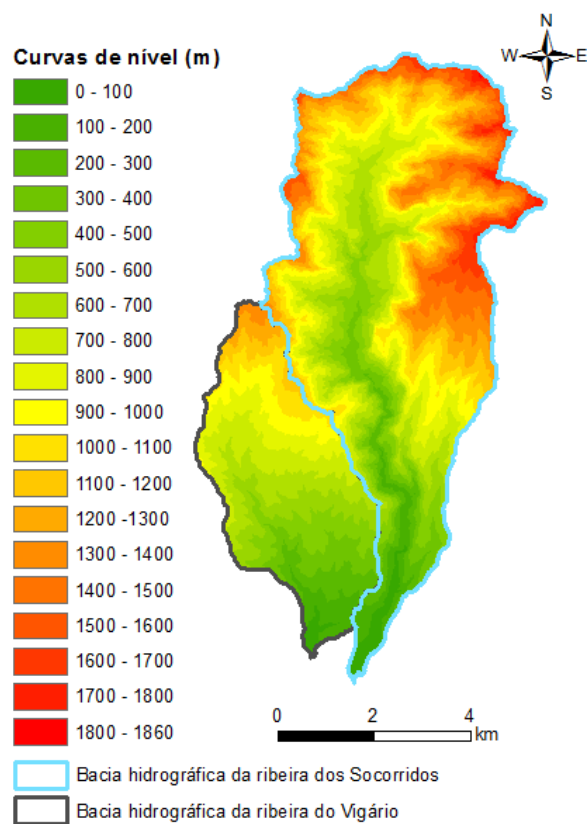 N
W E
S
Curvas de nível (m)
0 - 100
100 - 200
200 - 300
300 - 400
400 - 500
500 - 600
600 - 700
700 - 800
800 - 900
900 - 1000
1000 - 1100
1100 - 1200
1200 -1300
1300 - 1400
1400 - 1500
1500 - 1600
1600 - 1700
1700 - 1800
1800 - 1860
0 2 4
km
Bacia hidrográfica da ribeira dos Socorridos
Bacia hidrográfica da ribeira do Vigário